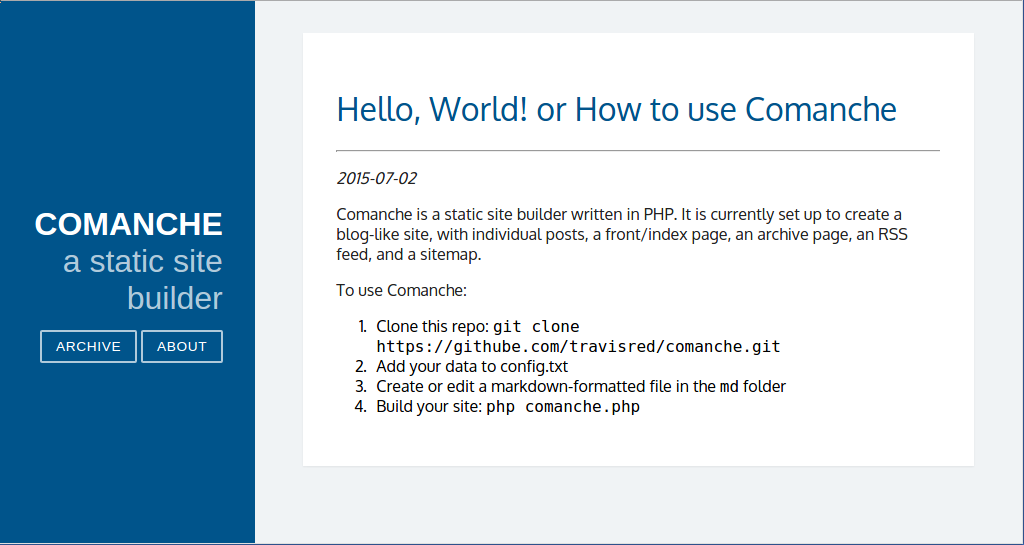 COMANCHE
a static site
builder
ARCHIVE ABOUT
Hello, World! or How to use Comanche
2015-07-02
Comanche is a static site builder written in PHP. It is currently set up to create a
blog-like site, with individual posts, a front/index page, an archive page, an RSS
feed, and a sitemap.
To use Comanche:
1. Clone this repo: git clone
https://githube.com/travisred/comanche.git
2. Add your data to config.txt
3. Create or edit a markdown-formatted file in the md folder
4. Build your site: php comanche.php